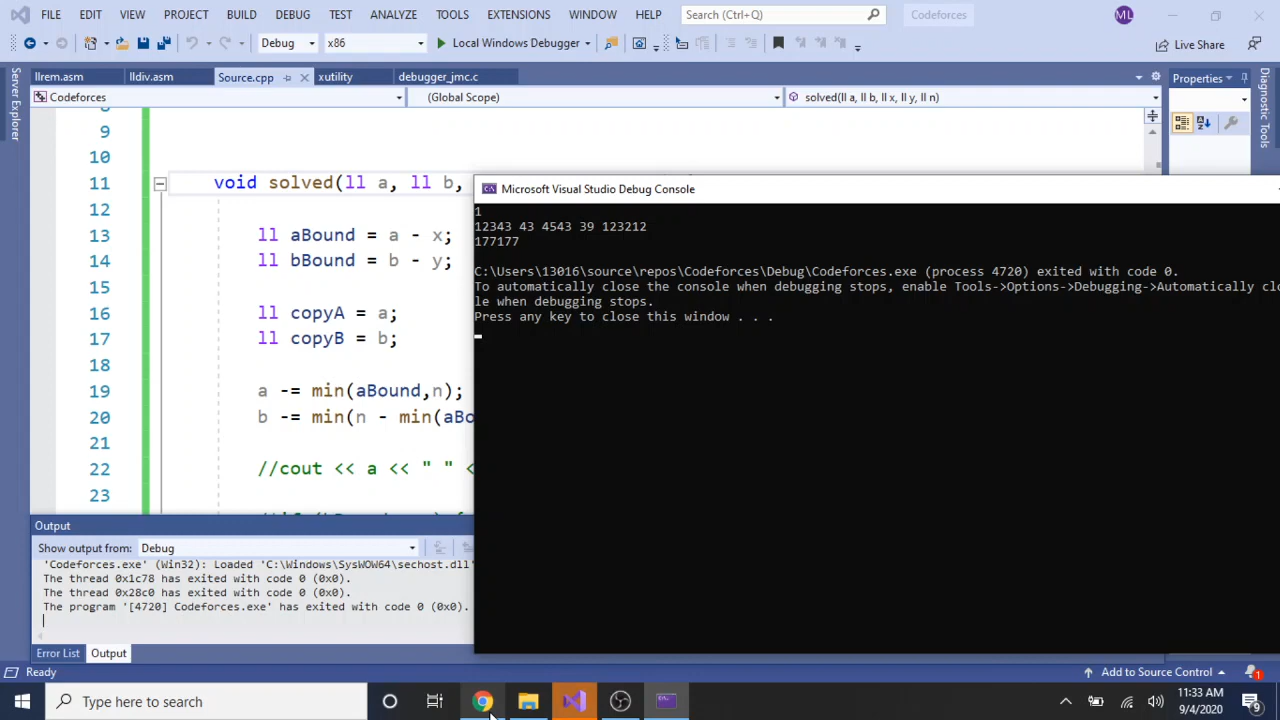 FILE EDIT VIEW PROJECT BUILD DEBUG TEST ANALYZE TOOLS EXTENSIONS WINDOW HELP Search (Ctrl+Q) Codeforces ML
Debug x86 Local Windows Debugger Live Share
Server Explorer
llrem.asm lldiv.asm Source.cpp xutility debugger_jmc.c
Properties
Diagnostic Tools
Codeforces (Global Scope) solved(ll a, ll b, ll x, ll y, ll n)
9
10
11 void solved(ll a, ll b,
12
13 ll aBound = a - x;
14 ll bBound = b - y;
15
16 ll copyA = a;
17 ll copyB = b;
18
19 a -= min(aBound,n);
20 b -= min(n - min(aBo
21
22 //cout << a << " " <
23
Microsoft Visual Studio Debug Console
1
12343 43 4543 39 123212
177177
C:\Users\13016\source\repos\Codeforces\Debug\Codeforces.exe (process 4720) exited with code 0.
To automatically close the console when debugging stops, enable Tools->Options->Debugging->Automatically clo
le when debugging stops.
Press any key to close this window . . .
Output
Show output from: Debug
'Codeforces.exe' (Win32): Loaded 'C:\Windows\SysWOW64\sechost.dll'
The thread 0x1c78 has exited with code 0 (0x0).
The thread 0x28c0 has exited with code 0 (0x0).
The program '[4720] Codeforces.exe' has exited with code 0 (0x0).
Error List Output
Ready Add to Source Control 1
Type here to search
11:33 AM
9/4/2020
9